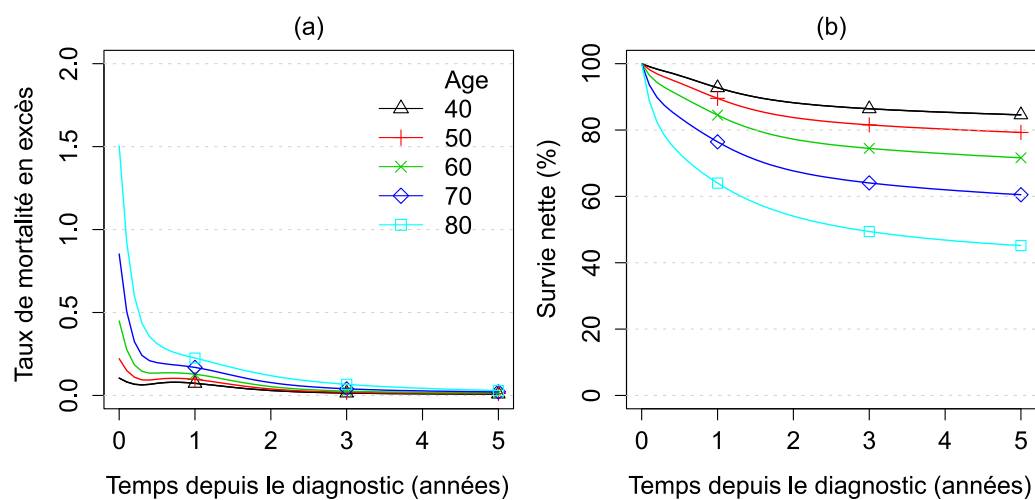 (a)
Taux de mortalité en excès
2.0
1.5
1.0
0.5
0.0
Age
40
50
60
70
80
0 1 2 3 4 5
Temps depuis le diagnostic (années)
(b)
Survie nette (%)
100
80
60
40
20
0
0 1 2 3 4 5
Temps depuis le diagnostic (années)